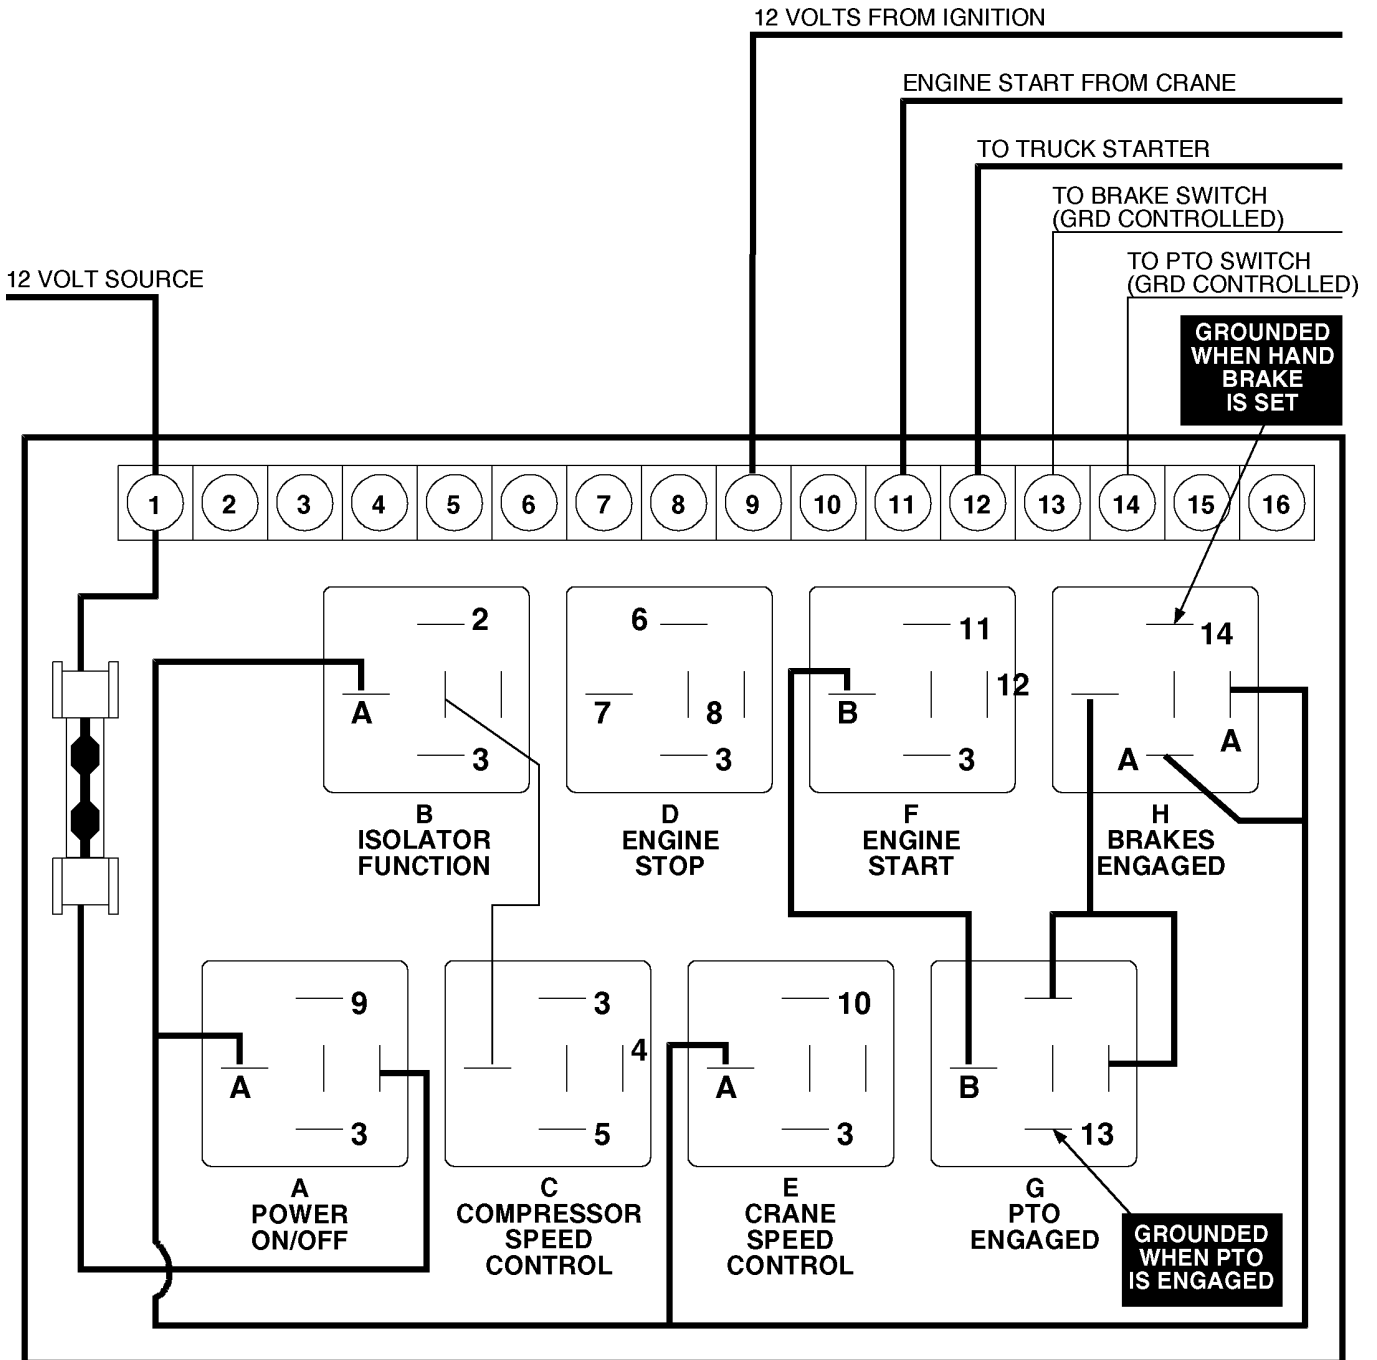 12 VOLTS FROM IGNITION
ENGINE START FROM CRANE
TO TRUCK STARTER
TO BRAKE SWITCH
(GRD CONTROLLED)
TO PTO SWITCH
(GRD CONTROLLED)
12 VOLT SOURCE
GROUNDED
WHEN HAND
BRAKE
IS SET
1 2 3 4 5 6 7 8 9 10 11 12 13 14 15 16
2
A
3
B
ISOLATOR
FUNCTION
6
7
8
3
D
ENGINE
STOP
11
12
B
3
F
ENGINE
START
14
A
A
H
BRAKES
ENGAGED
9
A
3
A
POWER
ON/OFF
3
4
5
C
COMPRESSOR
SPEED
CONTROL
10
A
3
E
CRANE
SPEED
CONTROL
B
13
G
PTO
ENGAGED
GROUNDED
WHEN PTO
IS ENGAGED